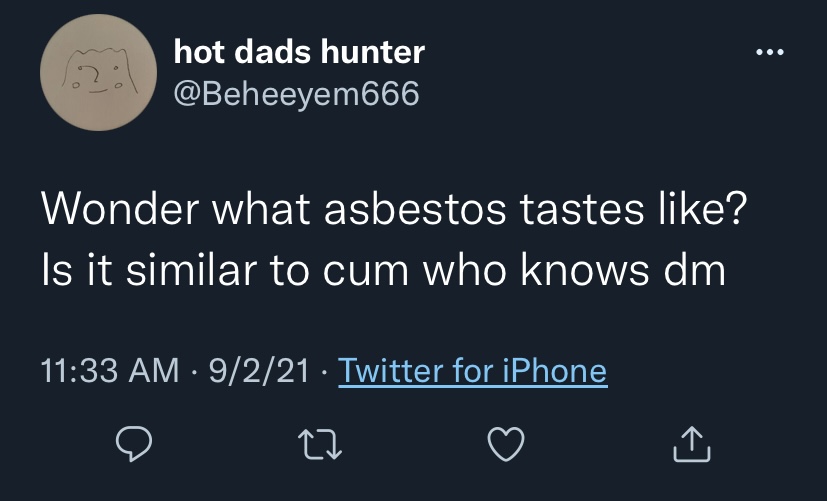 hot dads hunter
@Beheeyem666
Wonder what asbestos tastes like?
Is it similar to cum who knows dm
11:33 AM · 9/2/21 · Twitter for iPhone